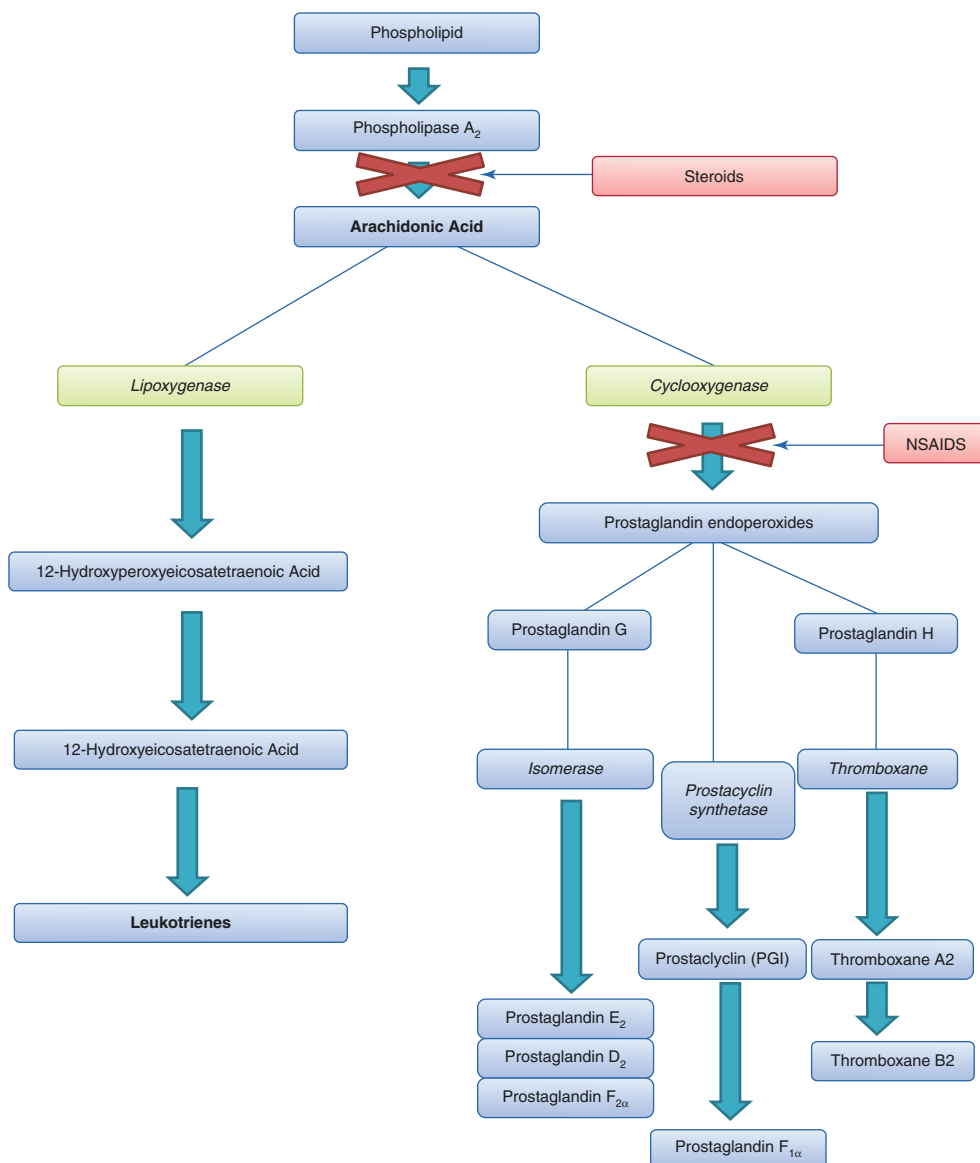 Phospholipid
Phospholipase A₂
Steroids
Arachidonic Acid
Lipoxygenase
Cyclooxygenase
NSAIDS
Prostaglandin endoperoxides
12-Hydroxyperoxyeicosatetraenoic Acid
Prostaglandin G
Prostaglandin H
12-Hydroxyeicosatetraenoic Acid
Isomerase
Prostacyclin
synthetase
Thromboxane
Leukotrienes
Prostaclyclin (PGI)
Thromboxane A2
Prostaglandin E₂
Prostaglandin D₂
Prostaglandin F₂α
Thromboxane B2
Prostaglandin F₁α